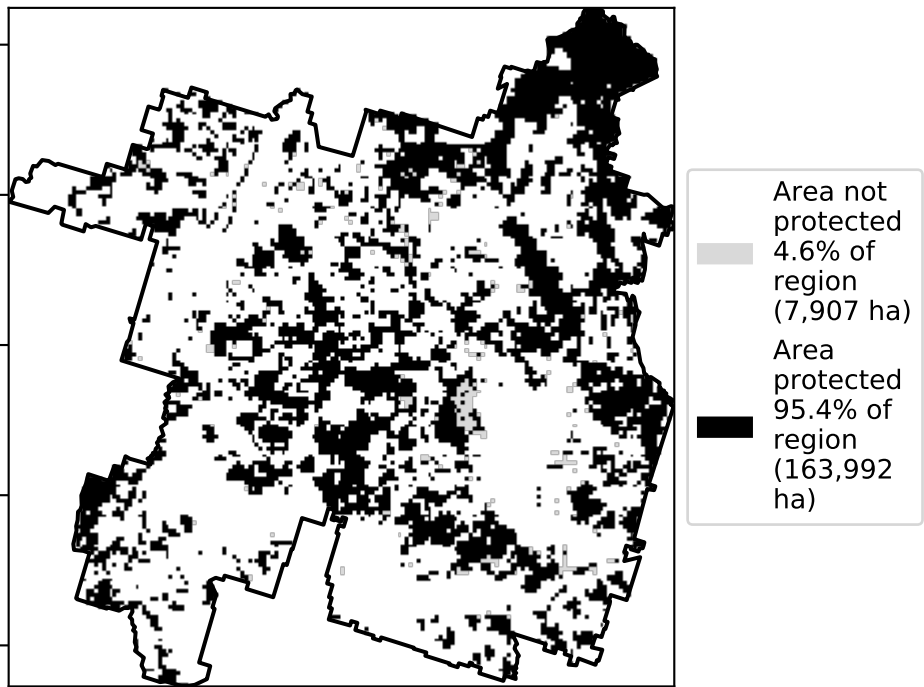 Area not
protected
4.6% of
region
(7,907 ha)
Area
protected
95.4% of
region
(163,992
ha)